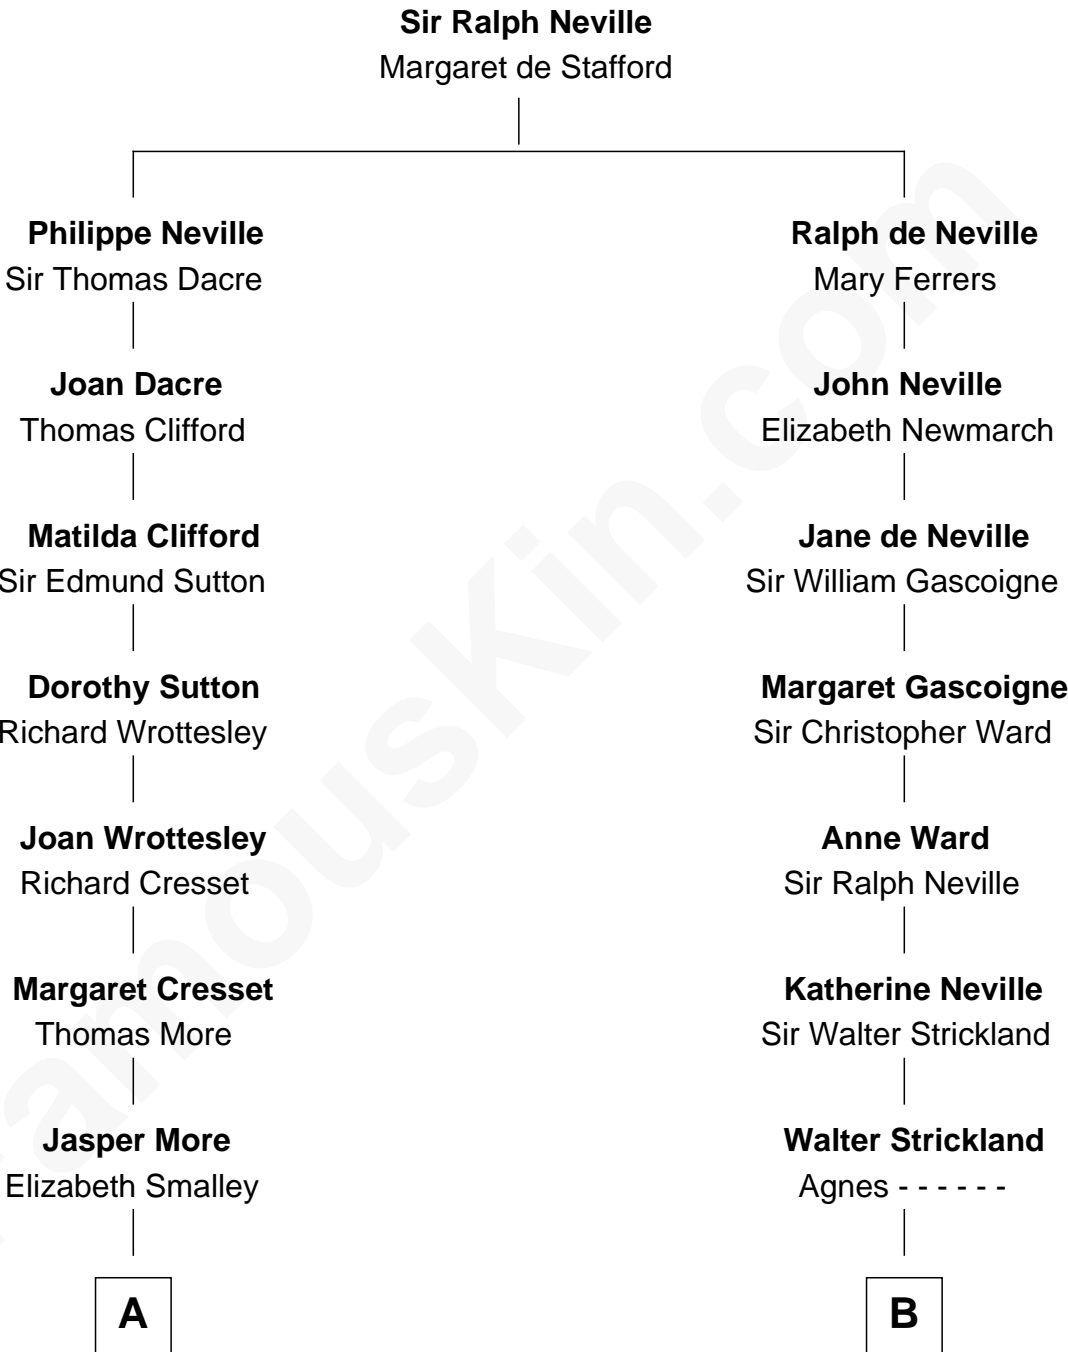 Sir Ralph Neville
Margaret de Stafford
Philippe Neville
Sir Thomas Dacre
Joan Dacre
Thomas Clifford
Matilda Clifford
Sir Edmund Sutton
Dorothy Sutton
Richard Wrottesley
Joan Wrottesley
Richard Cresset
Margaret Cresset
Thomas More
Jasper More
Elizabeth Smalley
A
Ralph de Neville
Mary Ferrers
John Neville
Elizabeth Newmarch
Jane de Neville
Sir William Gascoigne
Margaret Gascoigne
Sir Christopher Ward
Anne Ward
Sir Ralph Neville
Katherine Neville
Sir Walter Strickland
Walter Strickland
Agnes - - - - - -
B
FamousKin.com